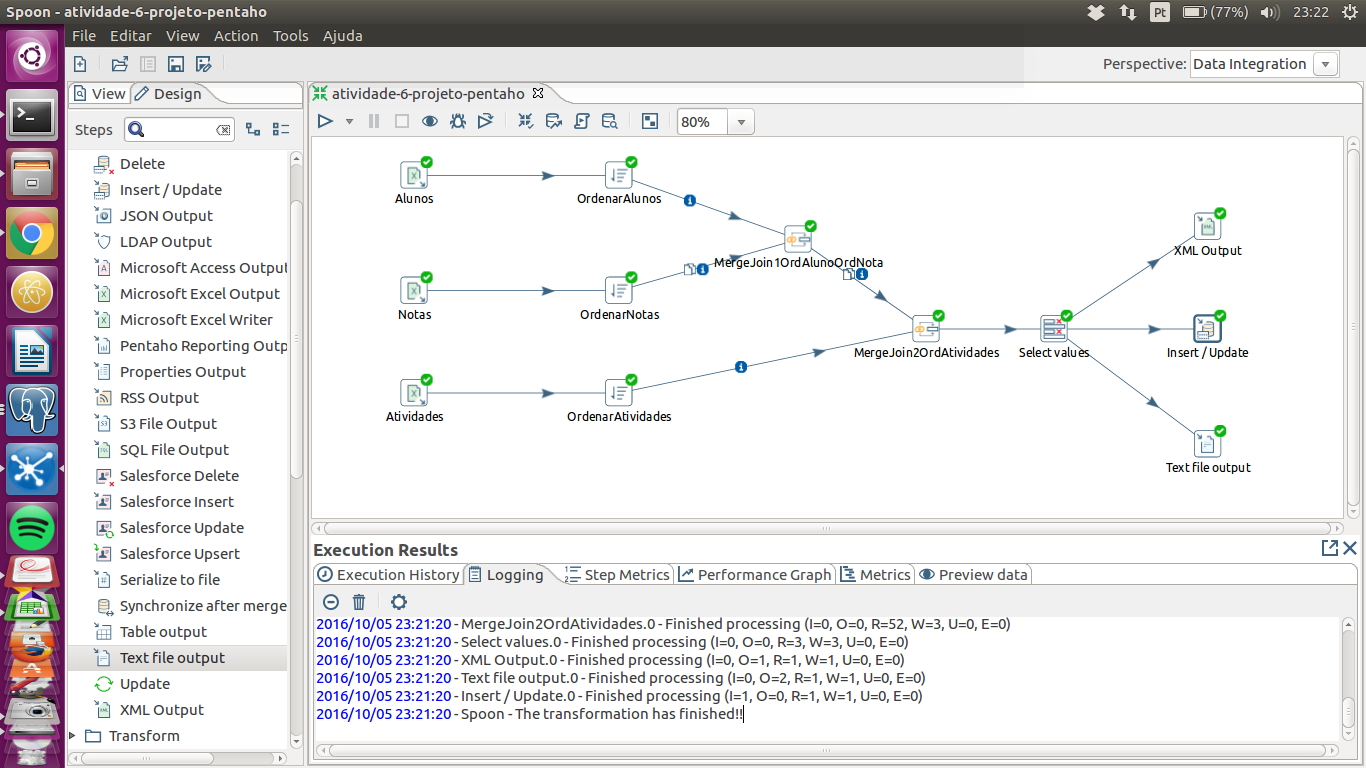 Spoon - atividade-6-projeto-pentaho
Pt
(77%)
23:22
File Editar View Action Tools Ajuda
Perspective: Data Integration
View Design
atividade-6-projeto-pentaho
Steps
80%
Delete
Insert / Update
JSON Output
LDAP Output
Microsoft Access Output
Microsoft Excel Output
Microsoft Excel Writer
Pentaho Reporting Outp
Properties Output
RSS Output
S3 File Output
SQL File Output
Salesforce Delete
Salesforce Insert
Salesforce Update
Salesforce Upsert
Serialize to file
Synchronize after merge
Table output
Text file output
Update
XML Output
Transform
Alunos
OrdenarAlunos
MergeJoin1OrdAlunoOrdNota
XML Output
Notas
OrdenarNotas
MergeJoin2OrdAtividades
Select values
Insert / Update
Atividades
OrdenarAtividades
Text file output
Execution Results
Execution History Logging Step Metrics Performance Graph Metrics Preview data
2016/10/05 23:21:20 - MergeJoin2OrdAtividades.0 - Finished processing (I=0, O=0, R=52, W=3, U=0, E=0)
2016/10/05 23:21:20 - Select values.0 - Finished processing (I=0, O=0, R=3, W=3, U=0, E=0)
2016/10/05 23:21:20 - XML Output.0 - Finished processing (I=0, O=1, R=1, W=1, U=0, E=0)
2016/10/05 23:21:20 - Text file output.0 - Finished processing (I=0, O=2, R=1, W=1, U=0, E=0)
2016/10/05 23:21:20 - Insert / Update.0 - Finished processing (I=1, O=0, R=1, W=1, U=0, E=0)
2016/10/05 23:21:20 - Spoon - The transformation has finished!!